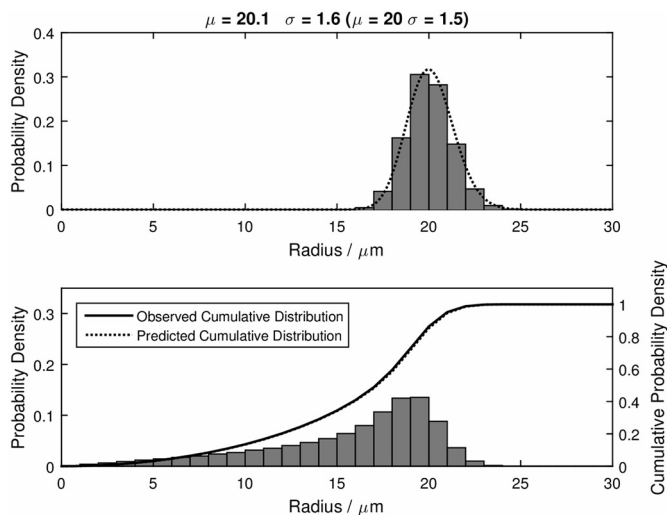 μ = 20.1 σ = 1.6 (μ = 20 σ = 1.5)
Probability Density
0.4
0.3
0.2
0.1
0
0 5 10 15 20 25 30
Radius / μm
Probability Density
0.3
0.2
0.1
0
Observed Cumulative Distribution
Predicted Cumulative Distribution
1
0.8
0.6
0.4
0.2
0
Cumulative Probability Density
0 5 10 15 20 25 30
Radius / μm